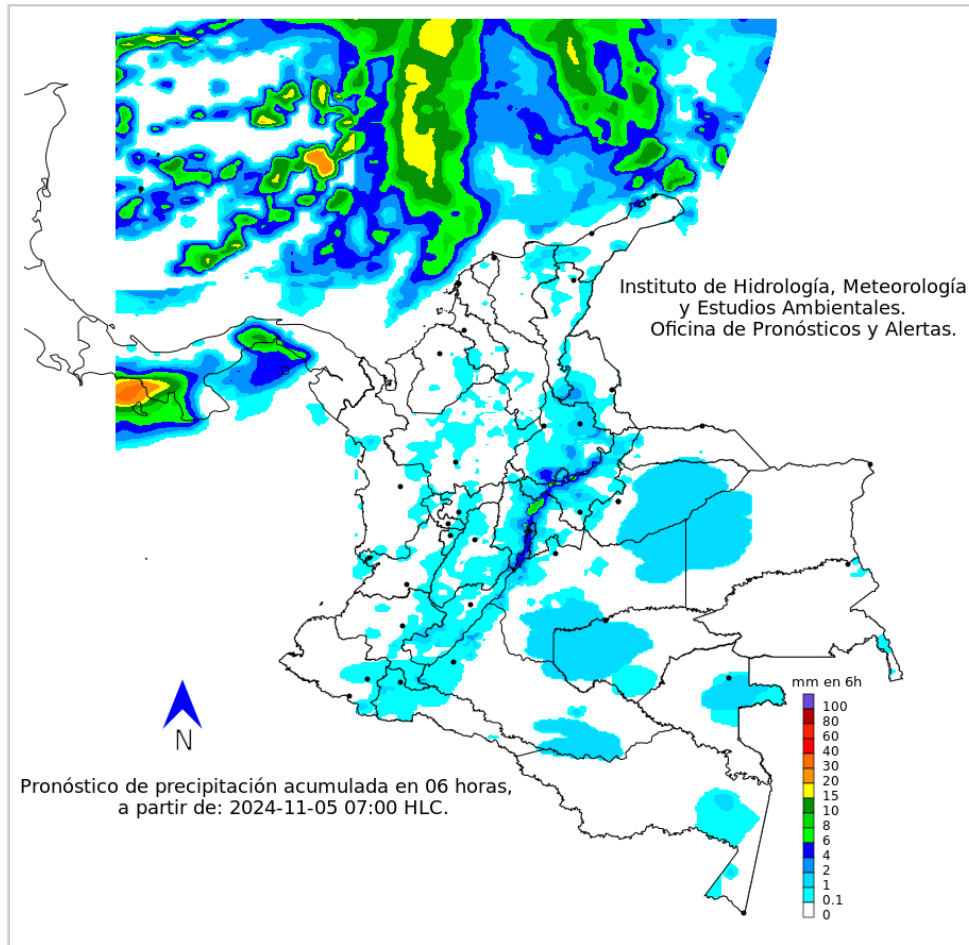 Instituto de Hidrología, Meteorología
y Estudios Ambientales.
Oficina de Pronósticos y Alertas.
mm en 6h
100
80
60
40
30
20
15
10
8
6
4
2
1
0.1
0
N
Pronóstico de precipitación acumulada en 06 horas,
a partir de: 2024-11-05 07:00 HLC.